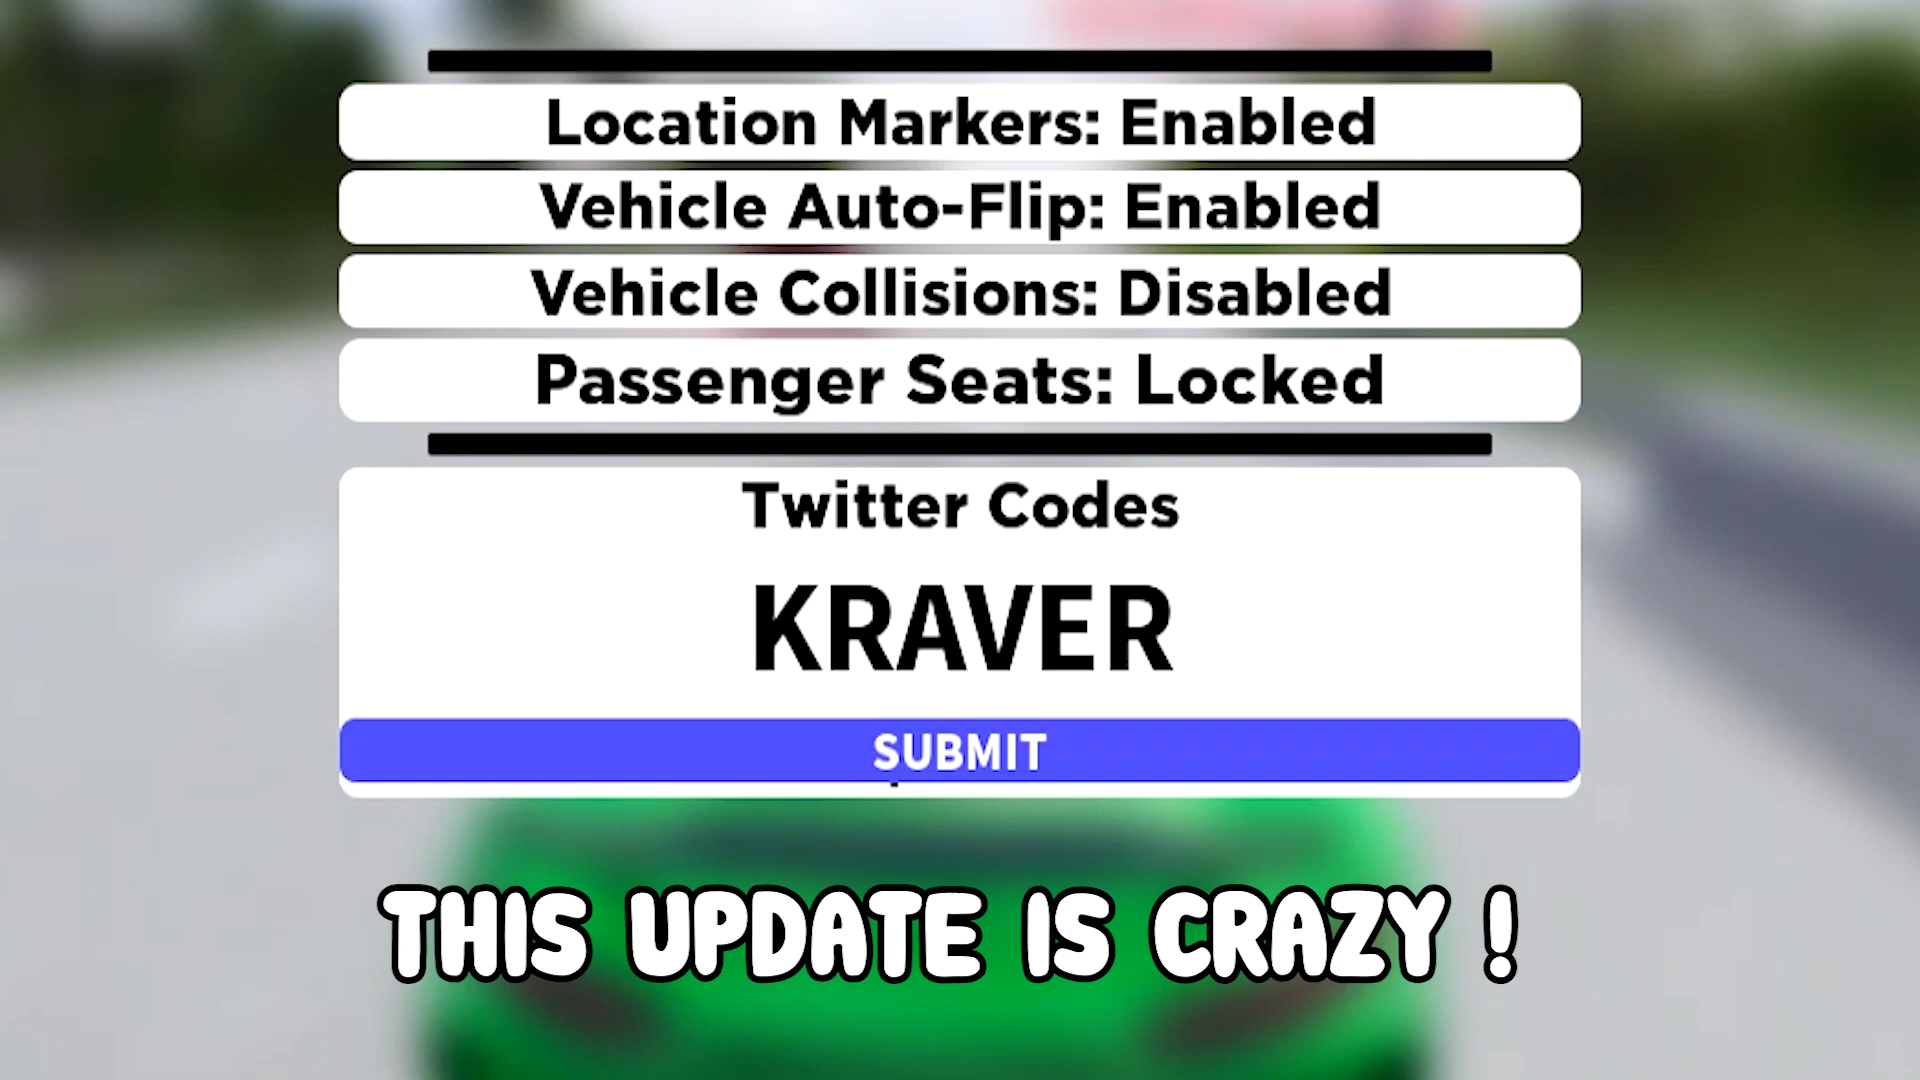 Location Markers: Enabled
Vehicle Auto-Flip: Enabled
Vehicle Collisions: Disabled
Passenger Seats: Locked
Twitter Codes
KRAVER
SUBMIT
THIS UPDATE IS CRAZY !